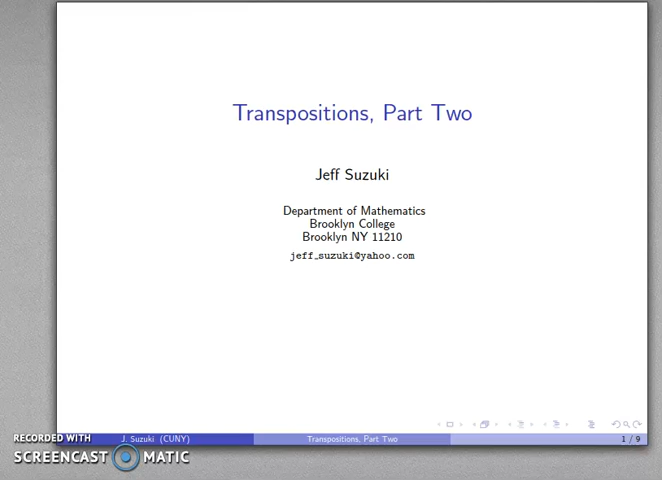 Transpositions, Part Two
Jeff Suzuki
Department of Mathematics
Brooklyn College
Brooklyn NY 11210
jeff_suzuki@yahoo.com
RECORDED WITH
SCREENCAST MATIC
J. Suzuki (CUNY)
Transpositions, Part Two
1 / 9